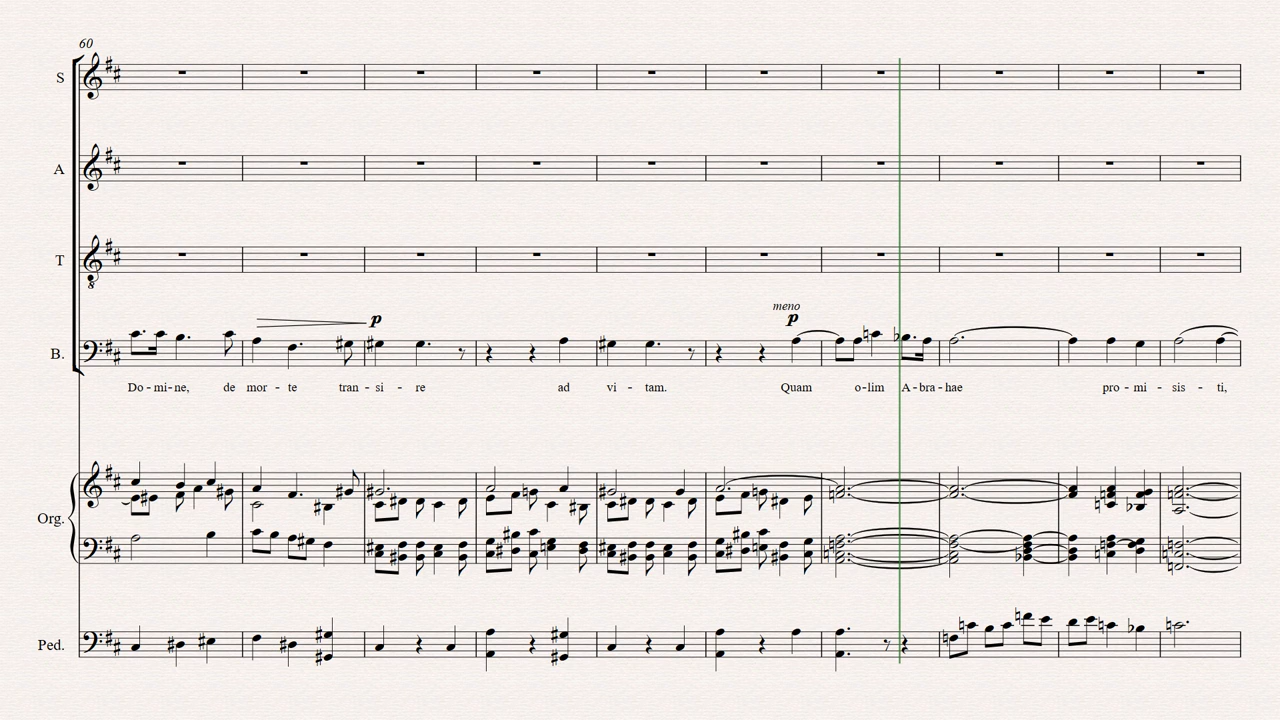 60
S
A
T
8
meno
p
p
B.
Do - mi - ne, de mor - te tran - si - re ad vi - tam. Quam o - lim A - bra - hae pro - mi - sis - ti,
Org.
Ped.